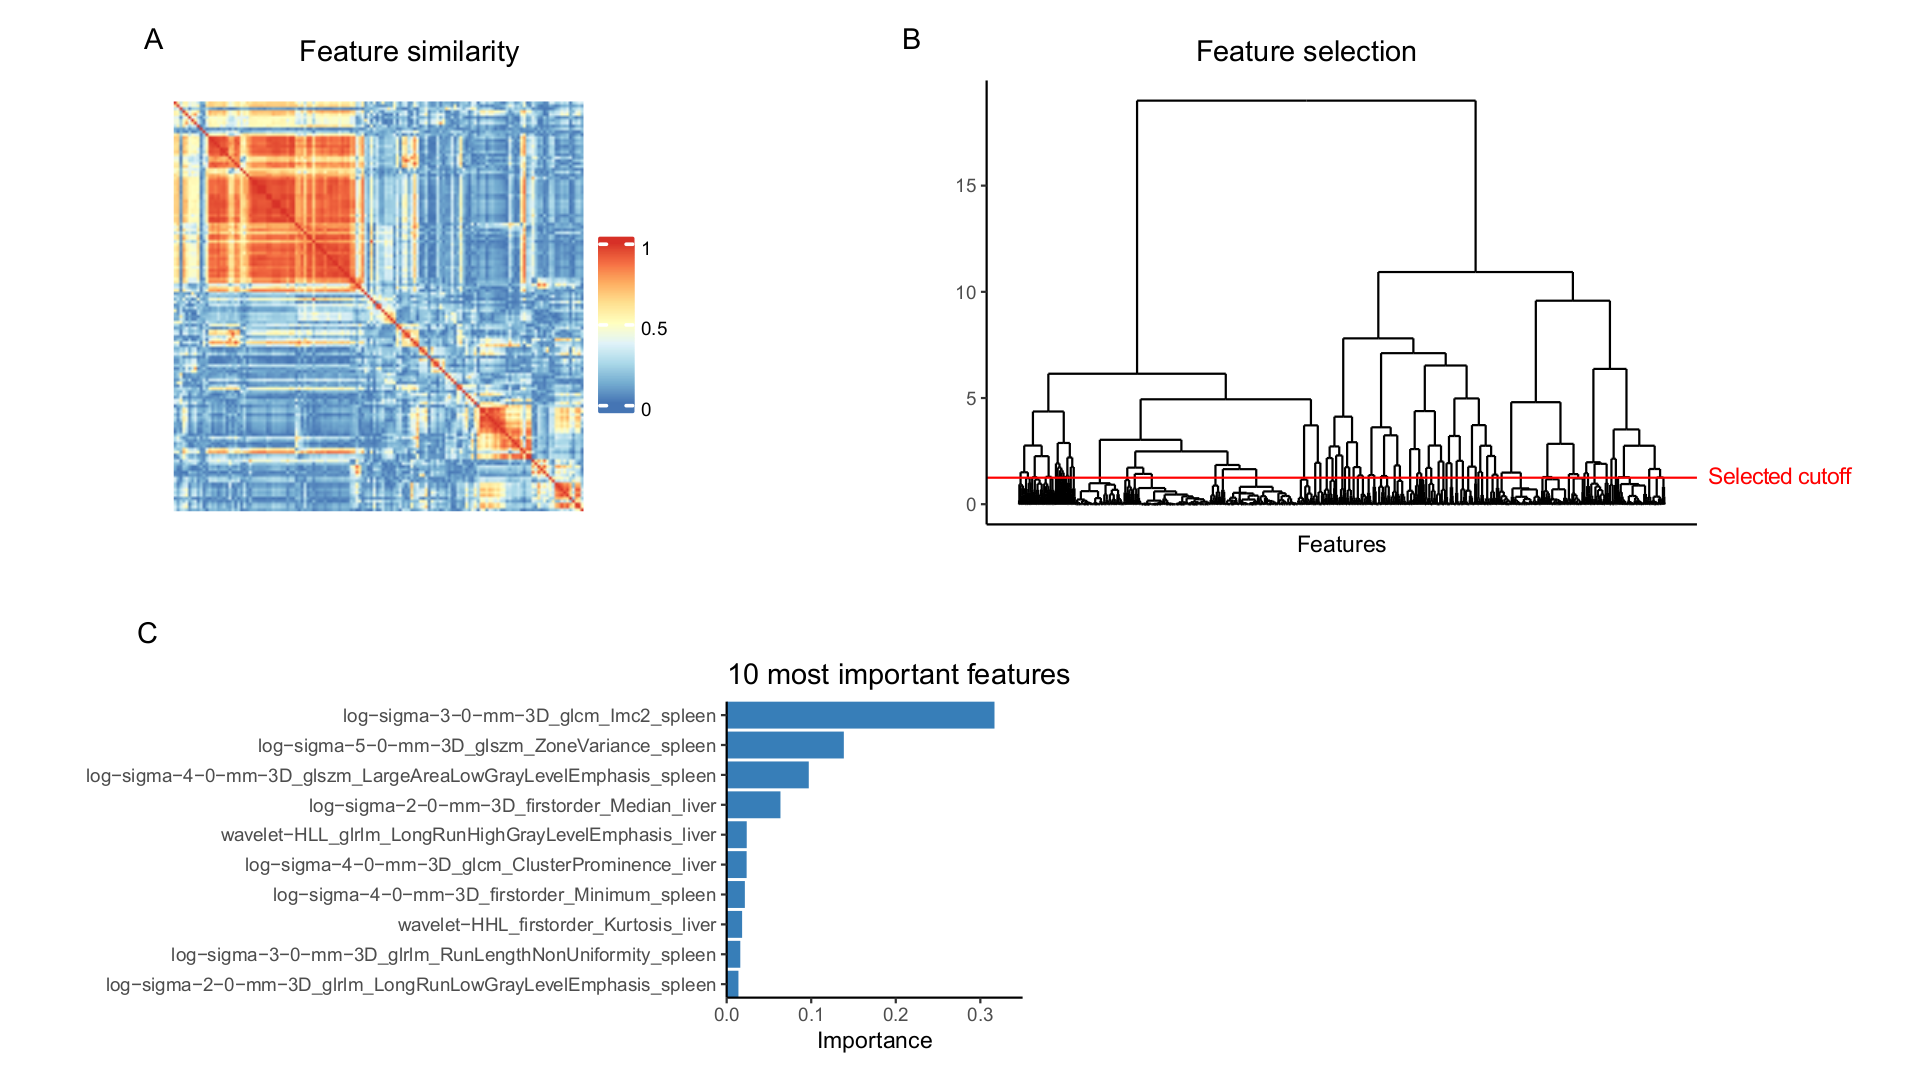 A
Feature similarity
1
0.5
0
B
Feature selection
15
10
5
0
Selected cutoff
Features
C
10 most important features
log−sigma−3−0−mm−3D_glcm_Imc2_spleen
log−sigma−5−0−mm−3D_glszm_ZoneVariance_spleen
log−sigma−4−0−mm−3D_glszm_LargeAreaLowGrayLevelEmphasis_spleen
log−sigma−2−0−mm−3D_firstorder_Median_liver
wavelet−HLL_glrlm_LongRunHighGrayLevelEmphasis_liver
log−sigma−4−0−mm−3D_glcm_ClusterProminence_liver
log−sigma−4−0−mm−3D_firstorder_Minimum_spleen
wavelet−HHL_firstorder_Kurtosis_liver
log−sigma−3−0−mm−3D_glrlm_RunLengthNonUniformity_spleen
log−sigma−2−0−mm−3D_glrlm_LongRunLowGrayLevelEmphasis_spleen
0.0 0.1 0.2 0.3
Importance